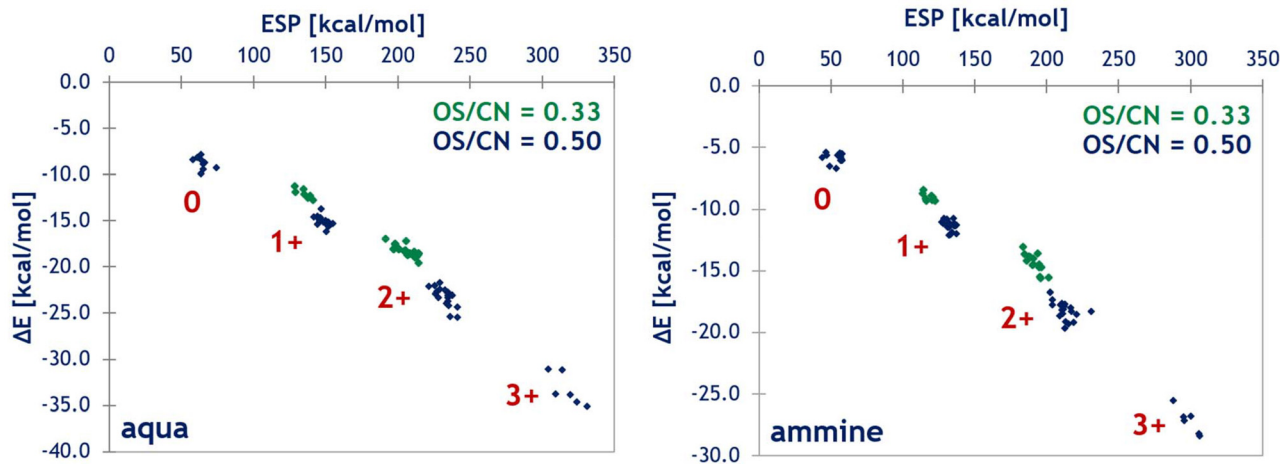 ESP [kcal/mol]
0 50 100 150 200 250 300 350
0.0
-5.0
-10.0
-15.0
-20.0
-25.0
-30.0
-35.0
-40.0
ΔE [kcal/mol]
OS/CN = 0.33
OS/CN = 0.50
0
1+
2+
3+
aqua
ESP [kcal/mol]
0 50 100 150 200 250 300 350
0.0
-5.0
-10.0
-15.0
-20.0
-25.0
-30.0
ΔE [kcal/mol]
OS/CN = 0.33
OS/CN = 0.50
0
1+
2+
3+
ammine